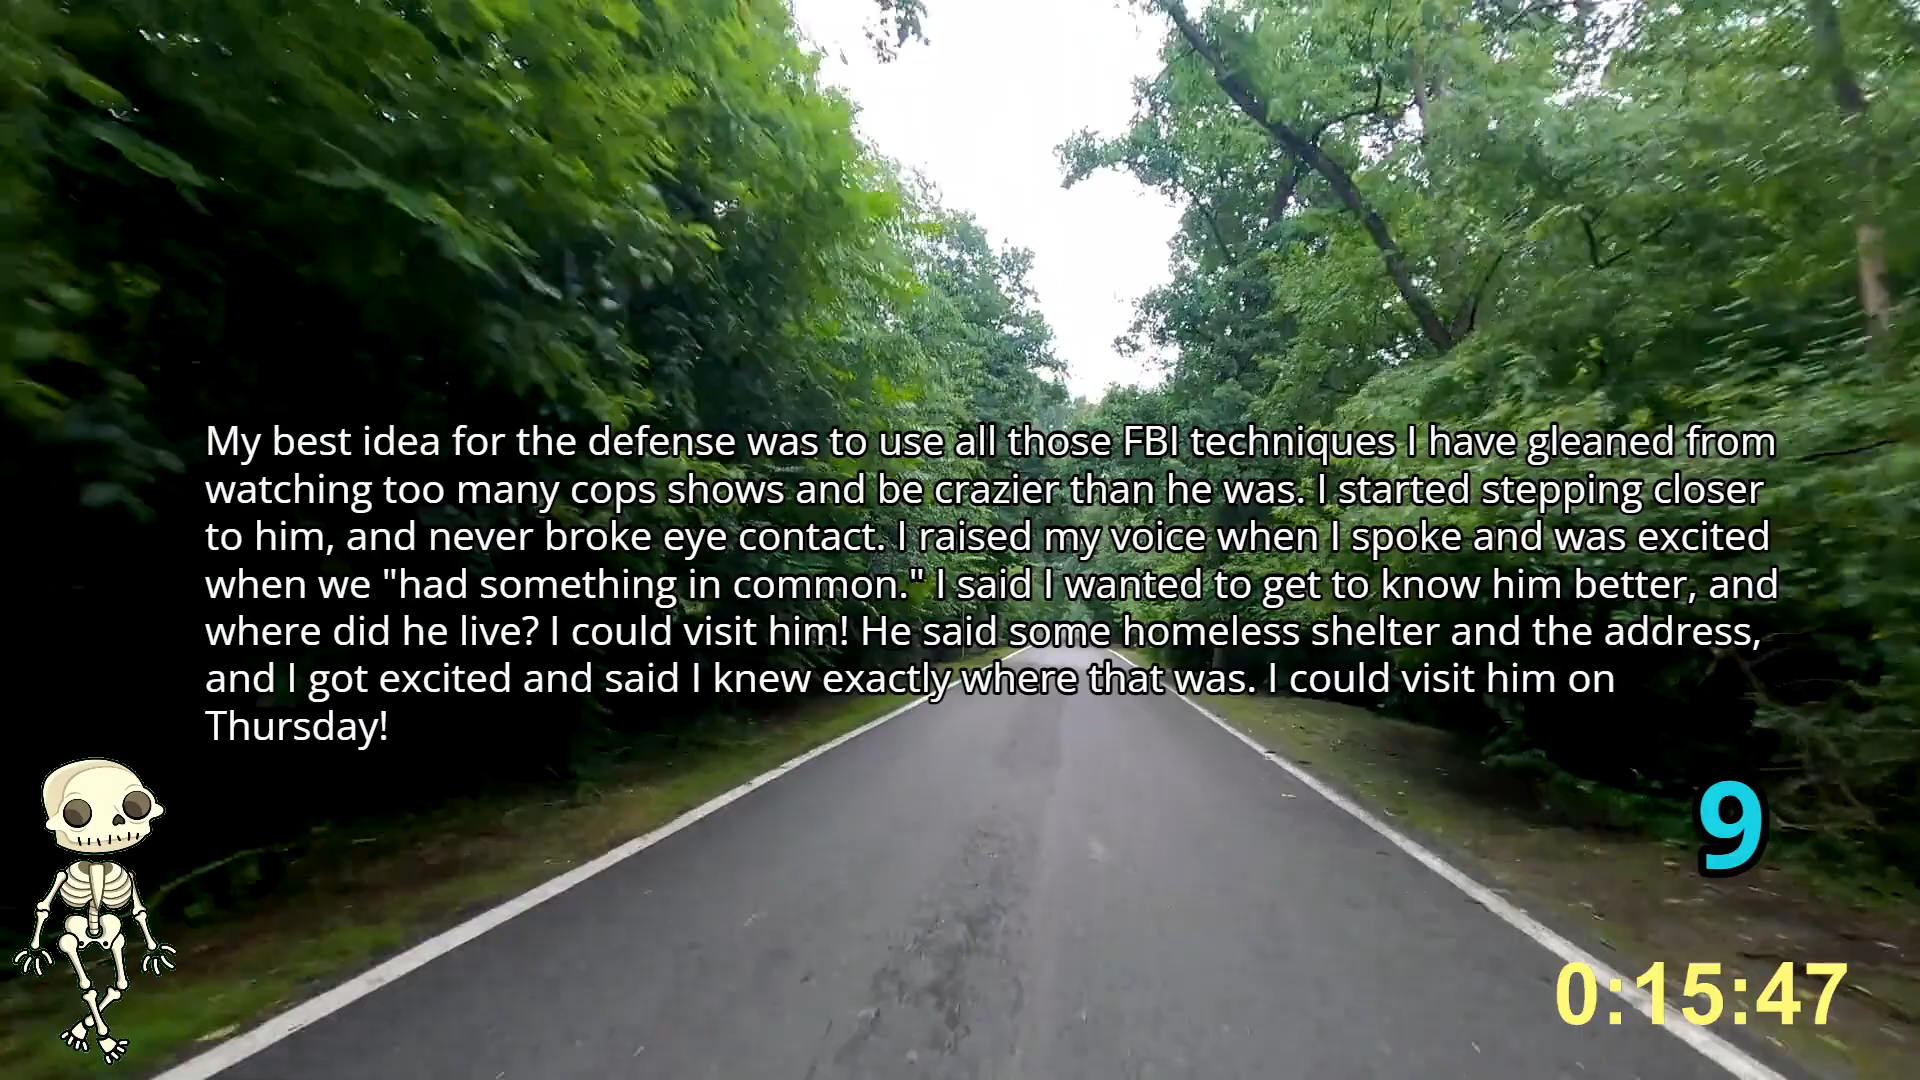 My best idea for the defense was to use all those FBI techniques I have gleaned from
watching too many cops shows and be crazier than he was. I started stepping closer
to him, and never broke eye contact. I raised my voice when I spoke and was excited
when we "had something in common." I said I wanted to get to know him better, and
where did he live? I could visit him! He said some homeless shelter and the address,
and I got excited and said I knew exactly where that was. I could visit him on
Thursday!
9
0:15:47